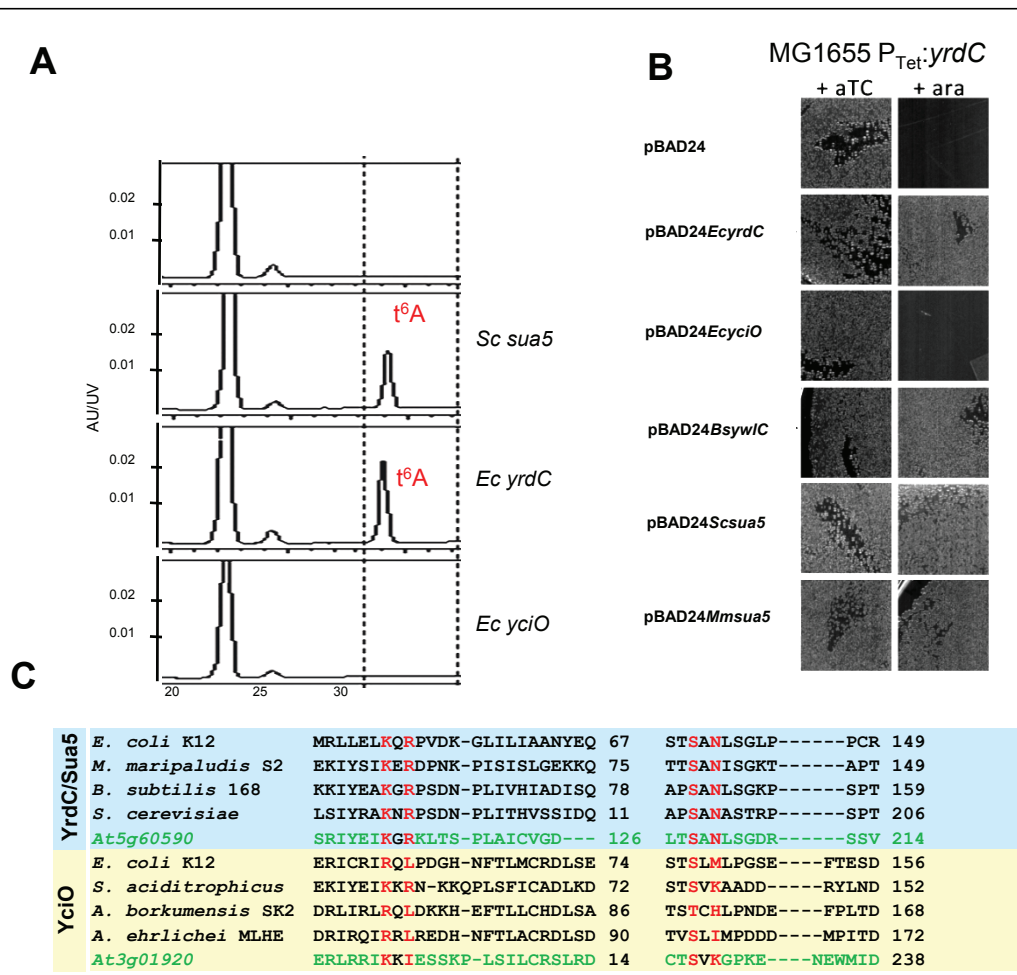 A
0.02
0.01
t6A
Sc sua5
0.02
0.01
AU/UV
t6A
Ec yrdC
0.02
0.01
Ec yciO
0.02
0.01
20 25 30
B
MG1655 PTet:yrdC
+ aTC + ara
pBAD24
pBAD24EcyrdC
pBAD24EcyciO
pBAD24BsywlC
pBAD24Scsua5
pBAD24Mmsua5
C
YrdC/Sua5
E. coli K12 MRLLELKQRPVDK-GLILIAANYEQ 67 STSANLSGLP------PCR 149
M. maripaludis S2 EKIYSIKERDPNK-PISISLGEKKQ 75 TTSANISGKT------APT 149
B. subtilis 168 KKIYEAKGRPSDN-PLIVHIADISQ 78 APSANLSGKP------SPT 159
S. cerevisiae LSIYRAKNRPSDN-PLITHVSSIDQ 11 APSANASTRP------SPT 206
At5g60590 SRIYEIKGRKLTS-PLAICVGD--- 126 LTSANLSGDR------SSV 214
YciO
E. coli K12 ERICRIRQLPDGH-NFTLMCRDLSE 74 STSLMLPGSE----FTESD 156
S. aciditrophicus EKIYEIKKRN-KKQPLSFICADLKD 72 STSVKAADD----RYLND 152
A. borkumensis SK2 DRLIRLRQLDKKH-EFTLLCHDLSA 86 TSTCHLPNDE----FPLTD 168
A. ehrlichei MLHE DRIRQIRRLREDH-NFTLACRDLSD 90 TVSLIMPDDD----MPITD 172
At3g01920 ERLRRIKKIESSKP-LSILCRSLRD 14 CTSVKGPKE---NEWMID 238